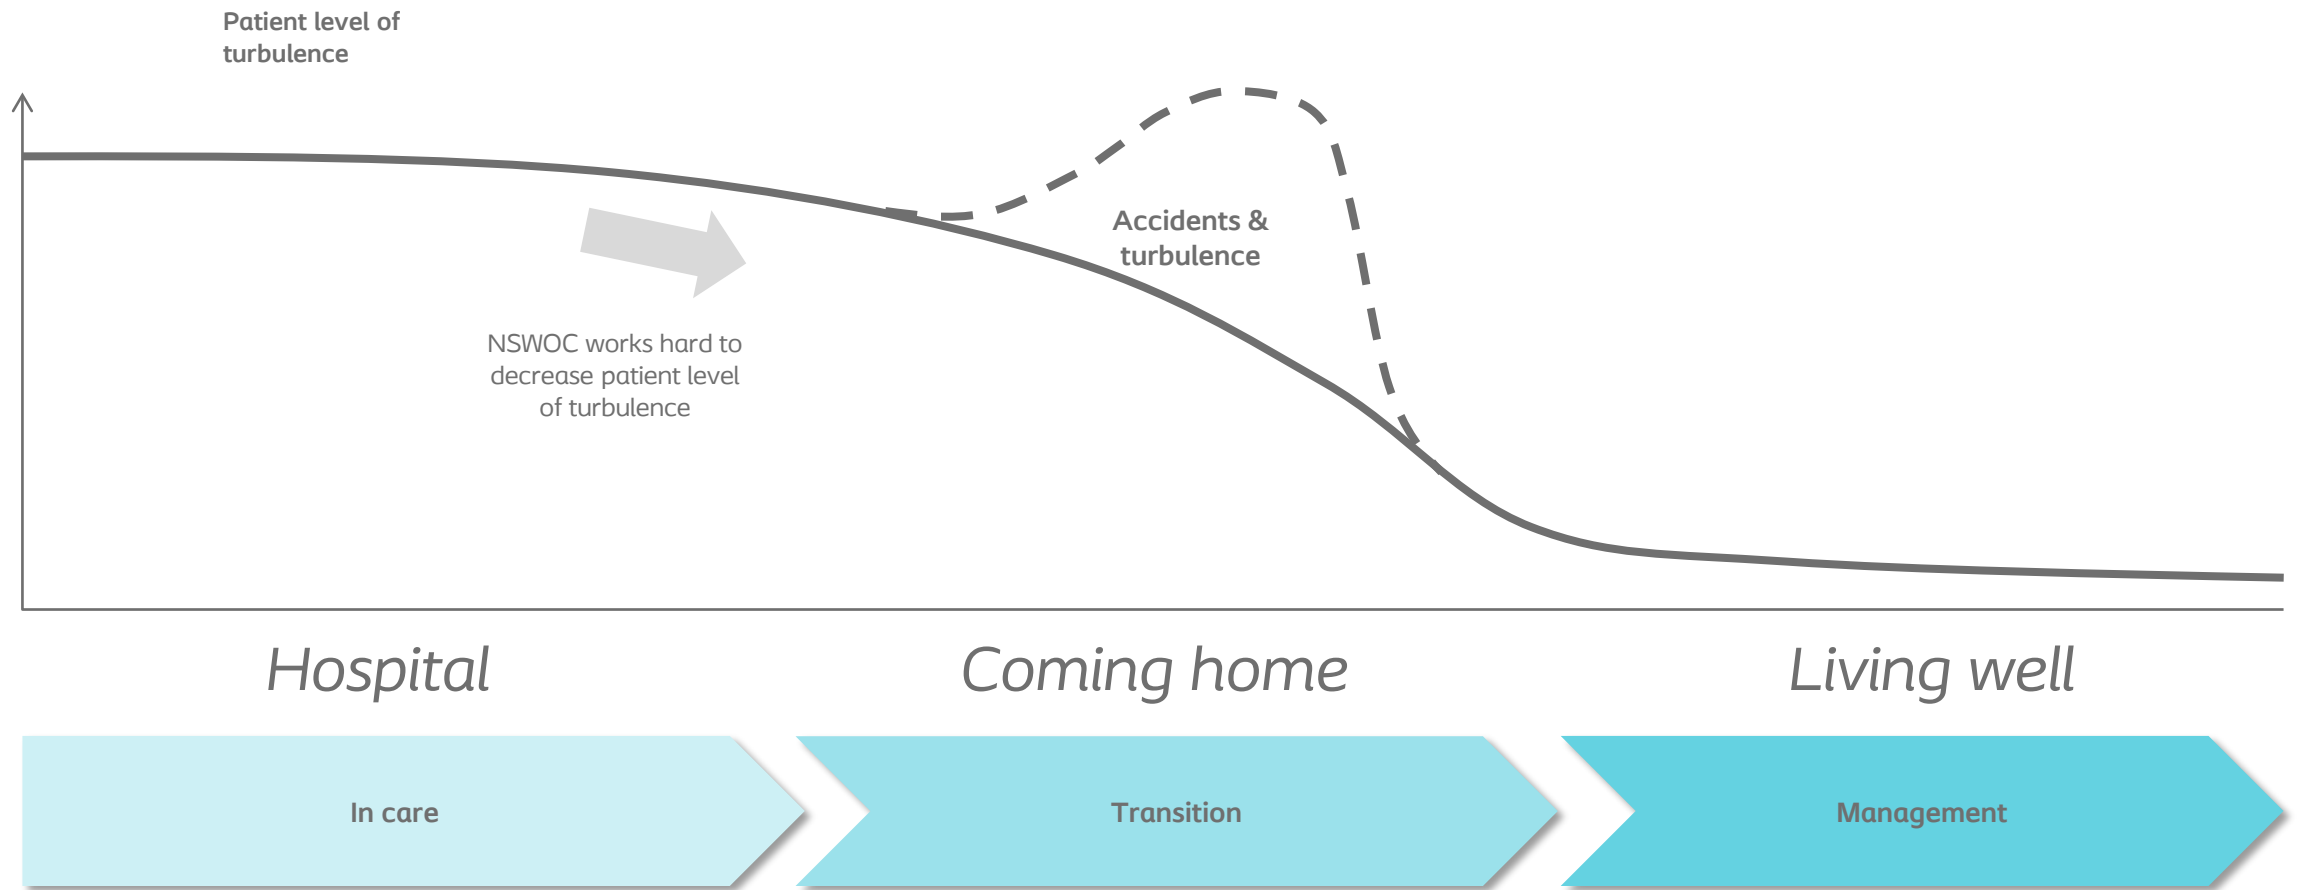 Patient level of
turbulence
Accidents &
turbulence
NSWOC works hard to
decrease patient level
of turbulence
Hospital
Coming home
Living well
In care
Transition
Management